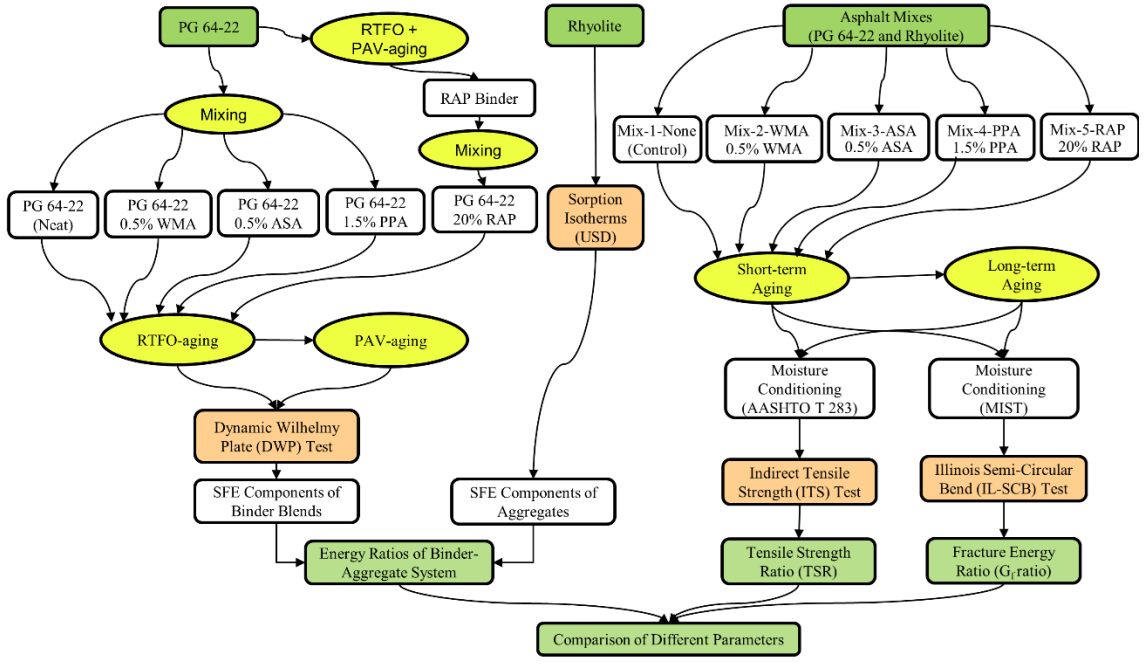 PG 64-22
RTFO +
PAV-aging
Rhyolite
Asphalt Mixes
(PG 64-22 and Rhyolite)
RAP Binder
Mixing
Mixing
Mix-1-None
(Control)
Mix-2-WMA
0.5% WMA
Mix-3-ASA
0.5% ASA
Mix-4-PPA
1.5% PPA
Mix-5-RAP
20% RAP
PG 64-22
(Neat)
PG 64-22
0.5% WMA
PG 64-22
0.5% ASA
PG 64-22
1.5% PPA
PG 64-22
20% RAP
Sorption
Isotherms
(USD)
Short-term
Aging
Long-term
Aging
RTFO-aging
PAV-aging
Moisture
Conditioning
(AASHTO T 283)
Moisture
Conditioning
(MIST)
Dynamic Wilhelmy
Plate (DWP) Test
Indirect Tensile
Strength (ITS) Test
Illinois Semi-Circular
Bend (IL-SCB) Test
SFE Components of
Binder Blends
SFE Components of
Aggregates
Energy Ratios of Binder-
Aggregate System
Tensile Strength
Ratio (TSR)
Fracture Energy
Ratio (Gf ratio)
Comparison of Different Parameters